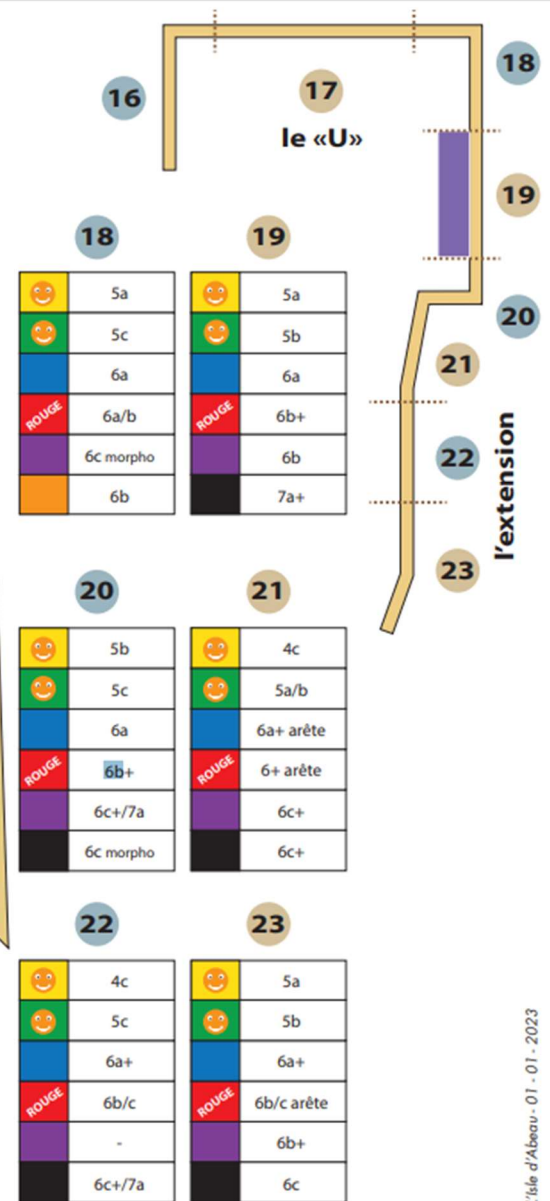 16
17
18
le «U»
19
20
21
22
23
l'extension
18
5a
5c
6a
ROUGE 6a/b
6c morpho
6b
19
5a
5b
6a
ROUGE 6b+
6b
7a+
20
5b
5c
6a
ROUGE 6b+
6c+/7a
6c morpho
21
4c
5a/b
6a+ arête
ROUGE 6+ arête
6c+
6c+
22
4c
5c
6a+
ROUGE 6b/c
-
6c+/7a
23
5a
5b
6a+
ROUGE 6b/c arête
6b+
6c
'Isle d'Abeau - 01 - 01 - 2023